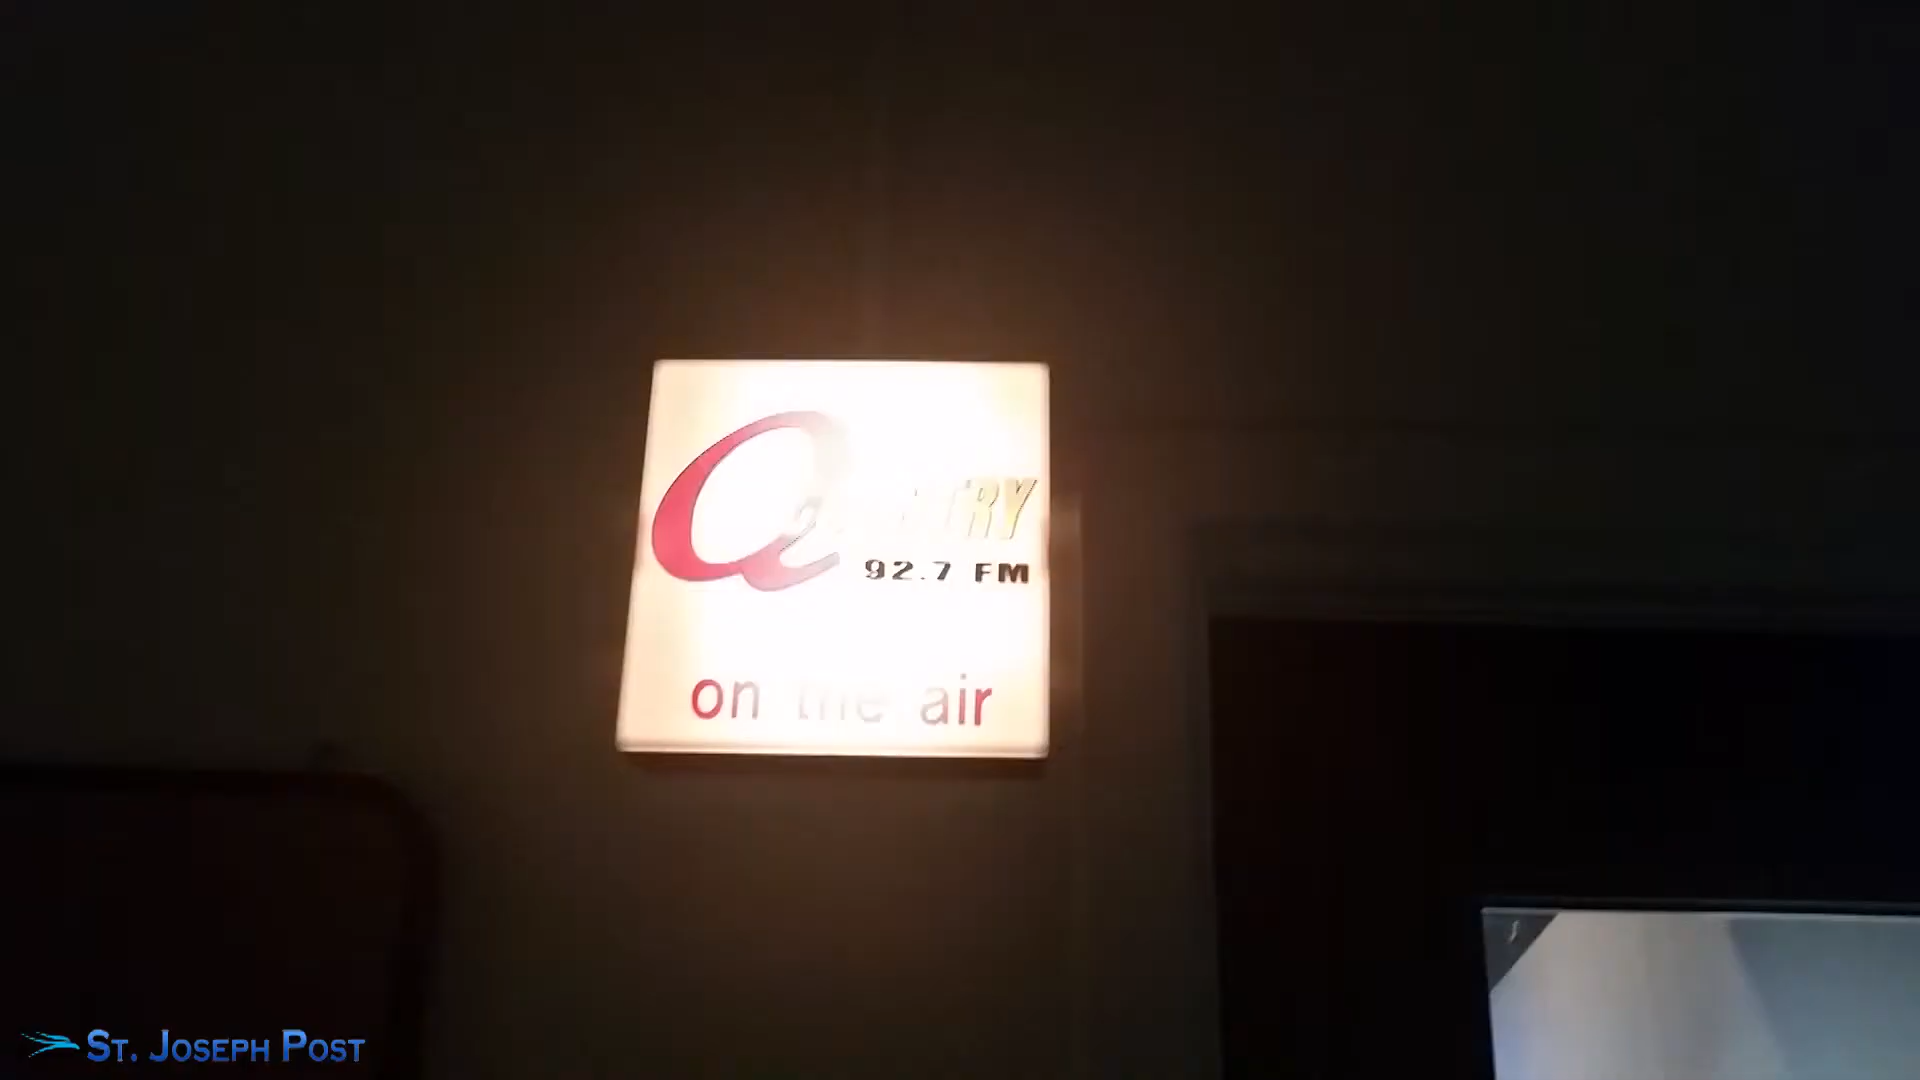 Q
92.7 FM
on the air
St. Joseph Post